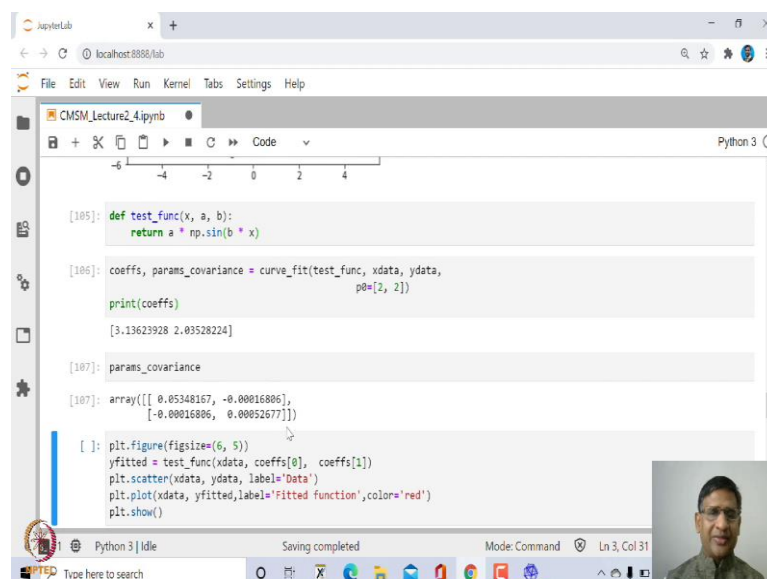 JupyterLab
localhost:8888/lab
File Edit View Run Kernel Tabs Settings Help
CMSM_Lecture2_4.ipynb
Code
Python 3
-6
-4 -2 0 2 4
[105]: def test_func(x, a, b):
return a * np.sin(b * x)
[106]: coeffs, params_covariance = curve_fit(test_func, xdata, ydata,
p0=[2, 2])
print(coeffs)
[3.13623928 2.03528224]
[107]: params_covariance
[107]: array([[ 0.05348167, -0.00016806],
[-0.00016806, 0.00052677]])
[ ]: plt.figure(figsize=(6, 5))
yfitted = test_func(xdata, coeffs[0], coeffs[1])
plt.scatter(xdata, ydata, label='Data')
plt.plot(xdata, yfitted,label='Fitted function',color='red')
plt.show()
1 Python 3 | Idle Saving completed Mode: Command Ln 3, Col 31
NPTEL Type here to search